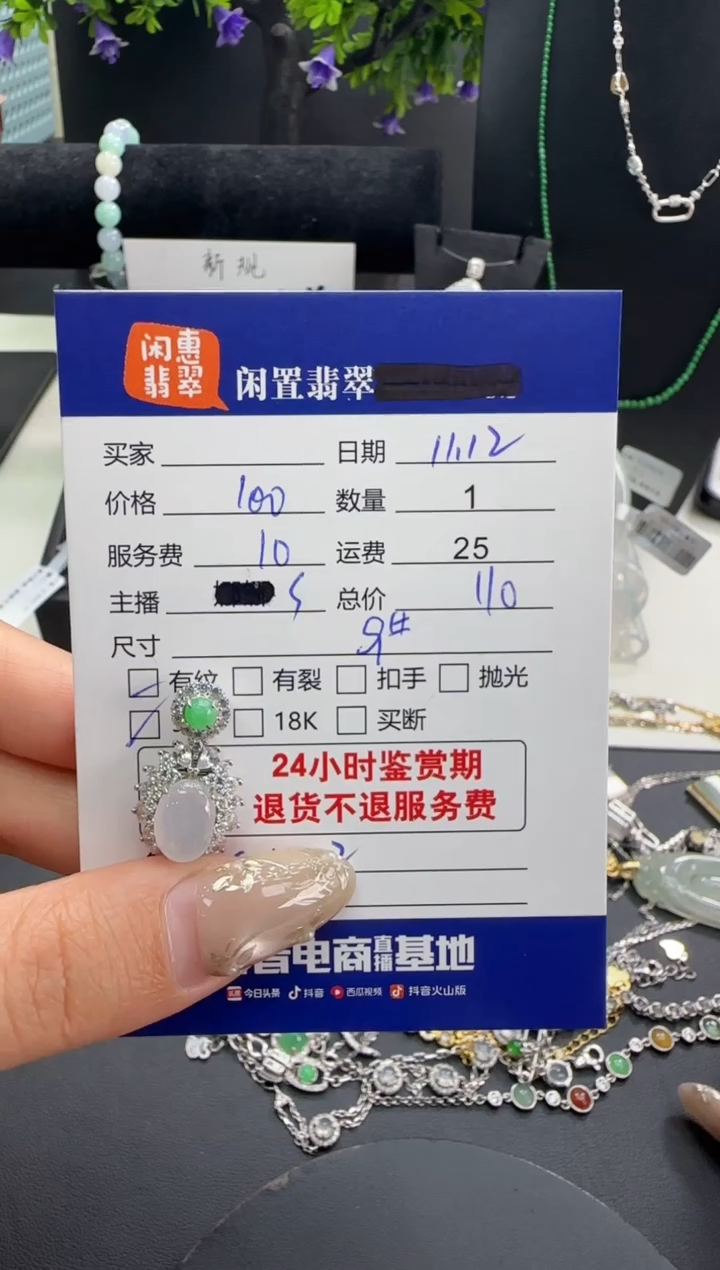 新规
闲惠
翡翠
闲置翡翠
买家 日期 11.12
价格 100 数量 1
服务费 10 运费 25
主播 总价 110
尺寸 9#
有纹 有裂 扣手 抛光
18K 买断
24小时鉴赏期
退货不退服务费
电商直播基地
今日头条 抖音 西瓜视频 抖音火山版